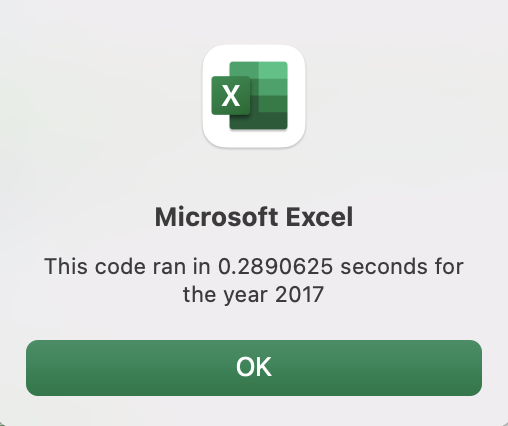 X
Microsoft Excel
This code ran in 0.2890625 seconds for
the year 2017
OK